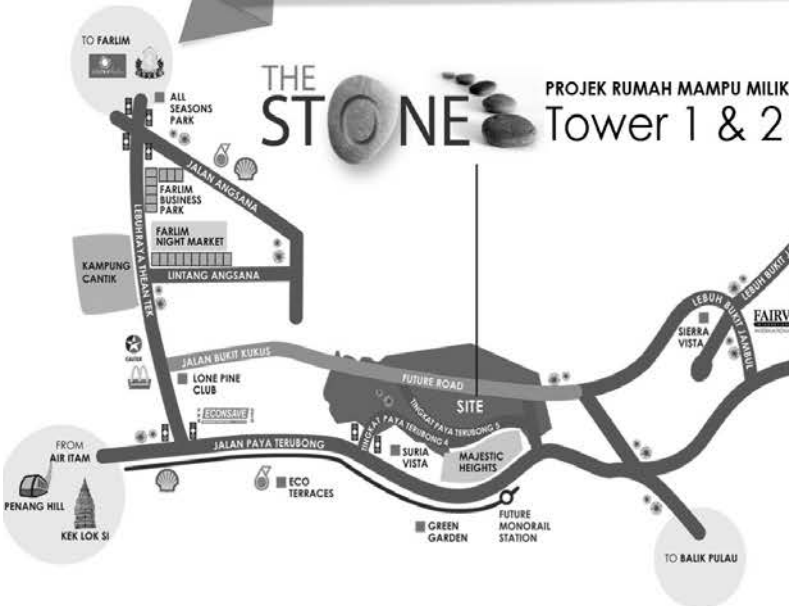 TO FARLIM
ALL
SEASONS
PARK
THE
STONE
PROJEK RUMAH MAMPU MILIK
Tower 1 & 2
JALAN ANGSANA
FARLIM
BUSINESS
PARK
LEBUHRAYA THEAN TEK
FARLIM
NIGHT MARKET
KAMPUNG
CANTIK
LINTANG ANGSANA
LEBUH BUKIT J
LEBUH BUKIT JAMBUL
SIERRA
VISTA
FAIRV
JALAN BUKIT KUKUS
FUTURE ROAD
LONE PINE
CLUB
SITE
ECONSAVE
TINGKAT PAYA TERUBONG 5
TINGKAT PAYA TERUBONG 4
JALAN PAYA TERUBONG
SURIA
VISTA
MAJESTIC
HEIGHTS
FROM
AIR ITAM
PENANG HILL
KEK LOK SI
ECO
TERRACES
GREEN
GARDEN
FUTURE
MONORAIL
STATION
TO BALIK PULAU